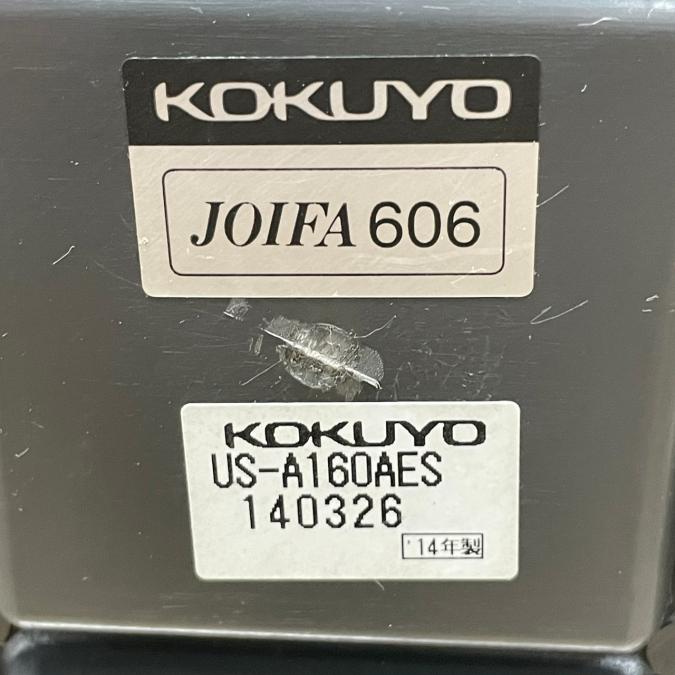 KOKUYO
JOIFA 606
KOKUYO
US-A160AES
140326
'14年製